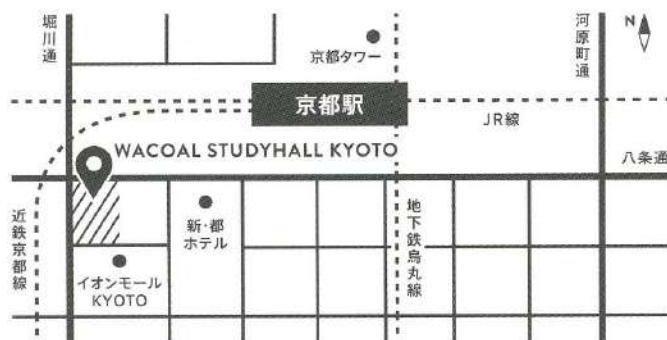 堀川通
河原町通
N
京都タワー
京都駅
JR線
WACOAL STUDYHALL KYOTO
八条通
近鉄京都線
新・都
ホテル
地下鉄烏丸線
イオンモール
KYOTO